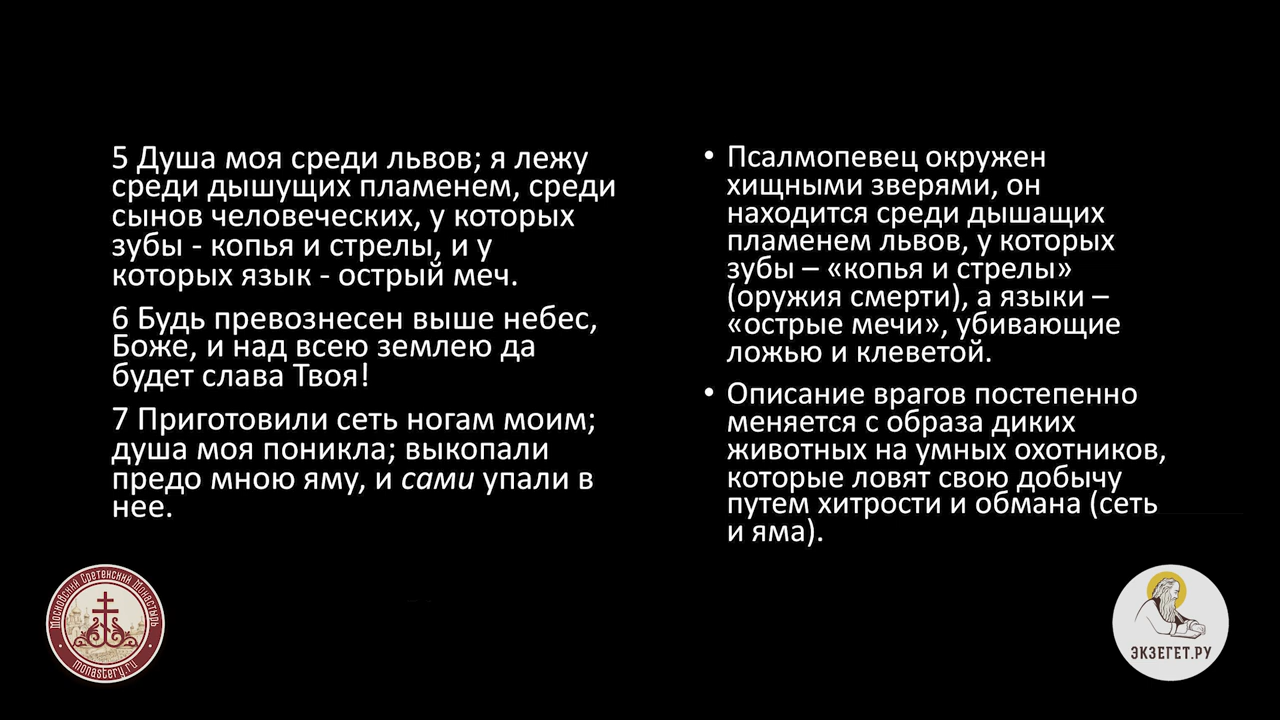 5 Душа моя среди львов; я лежу
среди дышущих пламенем, среди
сынов человеческих, у которых
зубы - копья и стрелы, и у
которых язык - острый меч.
6 Будь превознесен выше небес,
Боже, и над всею землею да
будет слава Твоя!
7 Приготовили сеть ногам моим;
душа моя поникла; выкопали
предо мною яму, и сами упали в
нее.
• Псалмопевец окружен
хищными зверями, он
находится среди дышащих
пламенем львов, у которых
зубы – «копья и стрелы»
(оружия смерти), а языки –
«острые мечи», убивающие
ложью и клеветой.
• Описание врагов постепенно
меняется с образа диких
животных на умных охотников,
которые ловят свою добычу
путем хитрости и обмана (сеть
и яма).
Московский Сретенский Монастырь
monastery.ru
ЭКЗЕГЕТ.РУ